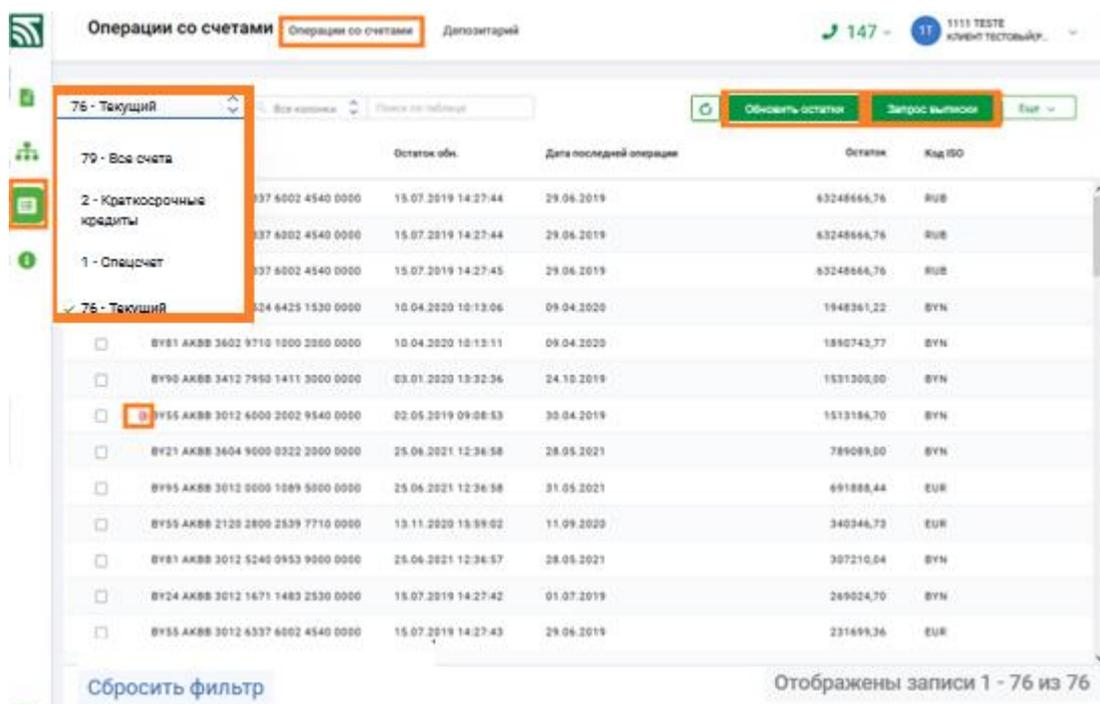 Операции со счетами Операции со счетами Депозитарий 147 1T 1111 TESTE
КЛИЕНТ ТЕСТОВЫЙ
76 - Текущий Все колонки Поиск по таблице Обновить остатки Запрос выписки Еще
79 - Все счета Остаток обн. Дата последней операции Остаток Код ISO
2 - Краткосрочные
кредиты
337 6002 4540 0000 15.07.2019 14:27:44 29.06.2019 63248666,76 RUB
337 6002 4540 0000 15.07.2019 14:27:44 29.06.2019 63248666,76 RUB
1 - Спецсчет 337 6002 4540 0000 15.07.2019 14:27:45 29.06.2019 63248666,76 RUB
76 - Текущий 524 6425 1530 0000 10.04.2020 10:13:06 09.04.2020 1948361,22 BYN
BY81 AKBB 3602 9710 1000 2000 0000 10.04.2020 10:13:11 09.04.2020 1890743,77 BYN
BY90 AKBB 3412 7950 1411 3000 0000 03.01.2020 13:32:36 24.10.2019 1531300,00 BYN
BY55 AKBB 3012 6000 2002 9540 0000 02.05.2019 09:08:53 30.04.2019 1513186,70 BYN
BY21 AKBB 3604 9000 0322 2000 0000 25.06.2021 12:36:58 28.05.2021 789089,00 BYN
BY95 AKBB 3012 0000 1089 5000 0000 25.06.2021 12:36:58 31.05.2021 691888,44 EUR
BY55 AKBB 2120 2800 2539 7710 0000 13.11.2020 15:59:02 11.09.2020 340346,73 EUR
BY81 AKBB 3012 5240 0953 9000 0000 25.06.2021 12:36:57 28.05.2021 307210,04 BYN
BY24 AKBB 3012 1671 1483 2530 0000 15.07.2019 14:27:42 01.07.2019 269024,70 BYN
BY55 AKBB 3012 6337 6002 4540 0000 15.07.2019 14:27:43 29.06.2019 231699,36 EUR
Сбросить фильтр Отображены записи 1 - 76 из 76